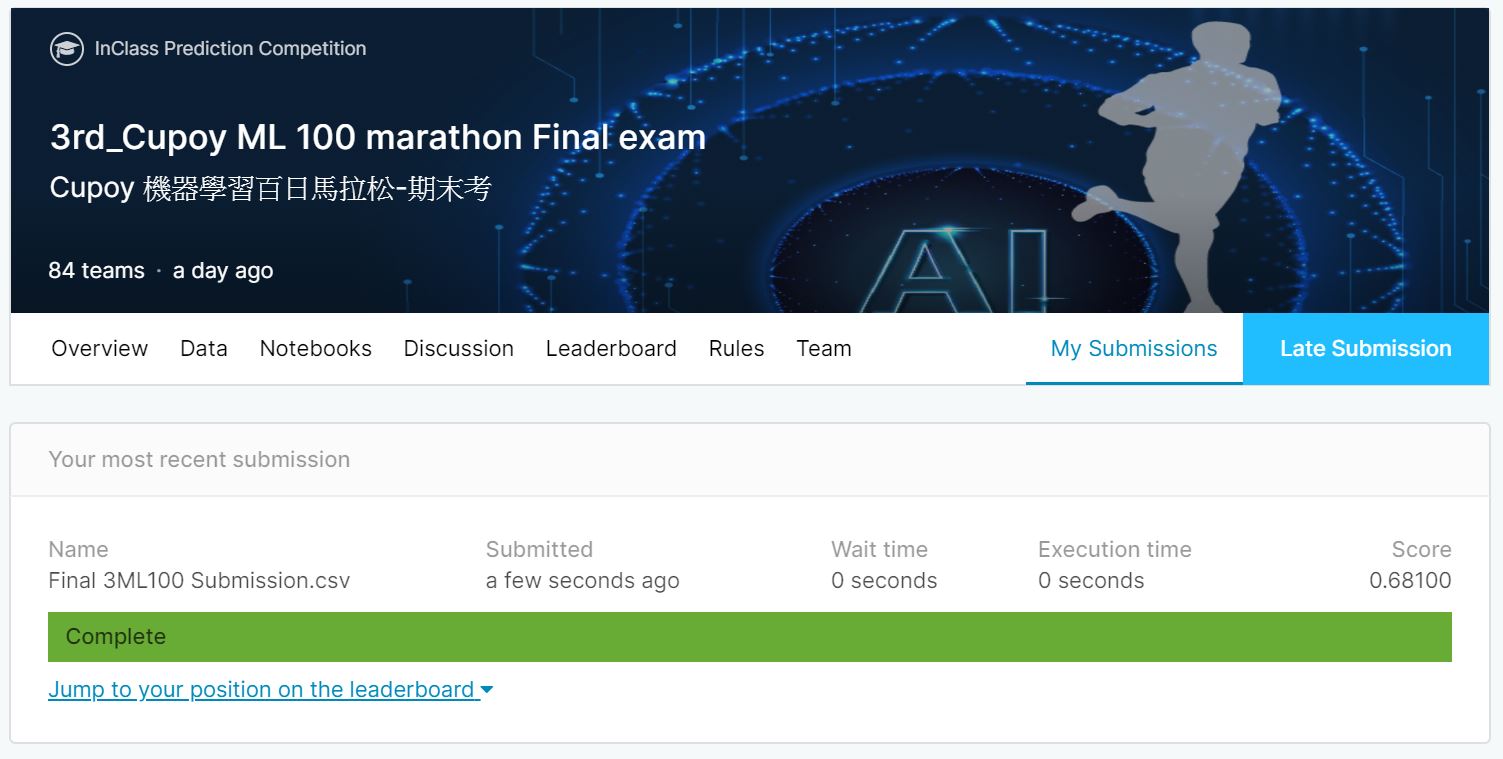 InClass Prediction Competition
3rd_Cupoy ML 100 marathon Final exam
Cupoy 機器學習百日馬拉松-期末考
84 teams · a day ago
AI
Overview Data Notebooks Discussion Leaderboard Rules Team My Submissions Late Submission
Your most recent submission
Name Submitted Wait time Execution time Score
Final 3ML100 Submission.csv a few seconds ago 0 seconds 0 seconds 0.68100
Complete
Jump to your position on the leaderboard